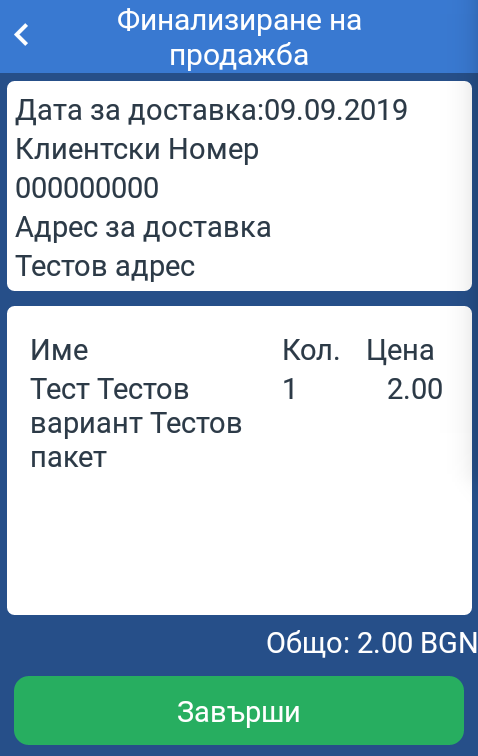 Финализиране на
продажба
Дата за доставка:09.09.2019
Клиентски Номер
000000000
Адрес за доставка
Тестов адрес
Име Кол. Цена
Тест Тестов 1 2.00
вариант Тестов
пакет
Общо: 2.00 BGN
Завърши